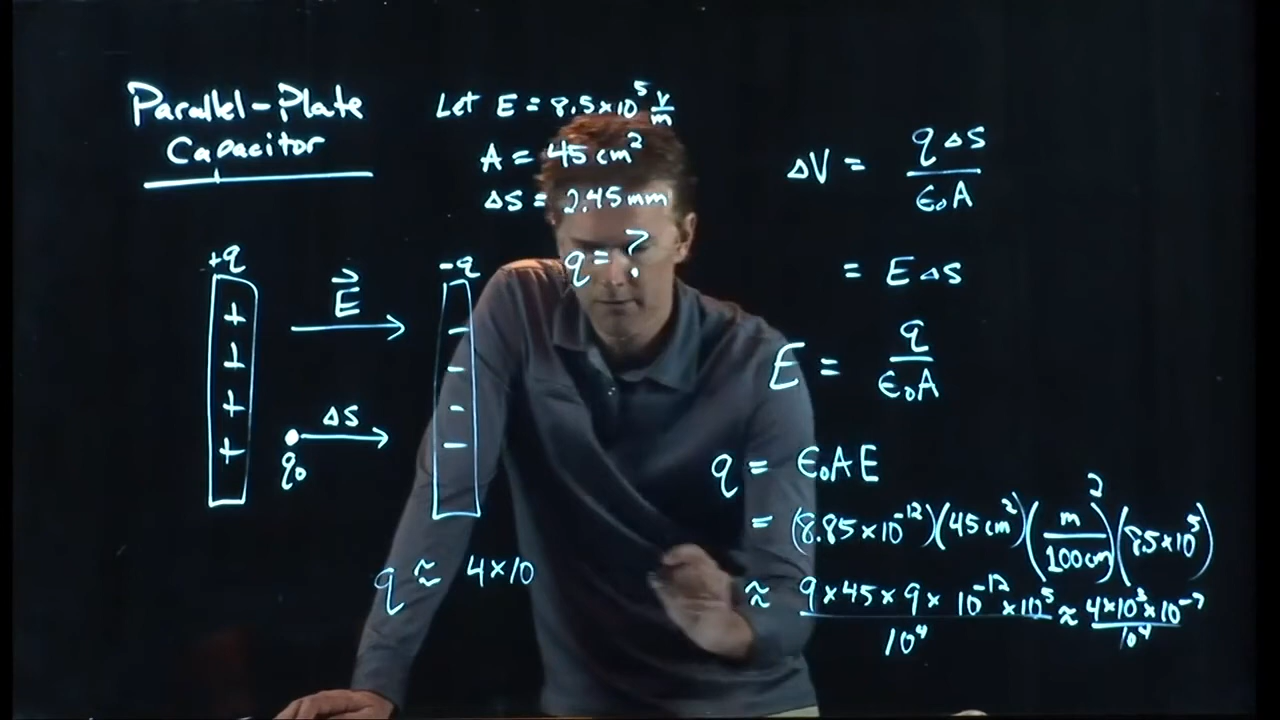 Parallel-Plate
Capacitor
Let E = 8.5×10⁵ V/m
A = 45 cm²
ΔS = 2.45 mm
q = ?
+q
-q
E⃗
+
+
+
+
-
-
-
-
ΔS
q₀
q ≈ 4×10
ΔV = qΔS/ϵ₀A
= EΔS
E = q/ϵ₀A
q = ϵ₀AE
= (8.85×10⁻¹²)(45 cm²)(m/100cm)²(8.5×10⁵)
≈ 9×45×9× 10⁻¹²×10⁵/10⁴ ≈ 4×10³×10⁻⁷/10⁴